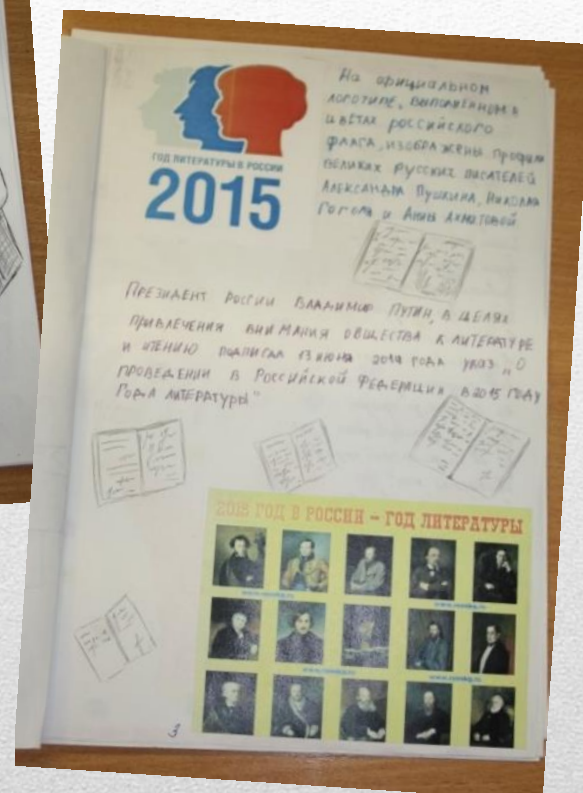 ГОД ЛИТЕРАТУРЫ В РОССИИ
2015
На официальном
логотипе, выполненном в
цветах российского
флага, изображены профили
великих русских писателей
Александра Пушкина, Николая
Гоголя и Анны Ахматовой
Президент России Владимир Путин, в целях
привлечения внимания общества к литературе
и чтению подписал 13 июня 2014 года указ „О
проведении в Российской Федерации в 2015 году
Года литературы"
2015 ГОД В РОССИИ – ГОД ЛИТЕРАТУРЫ
3